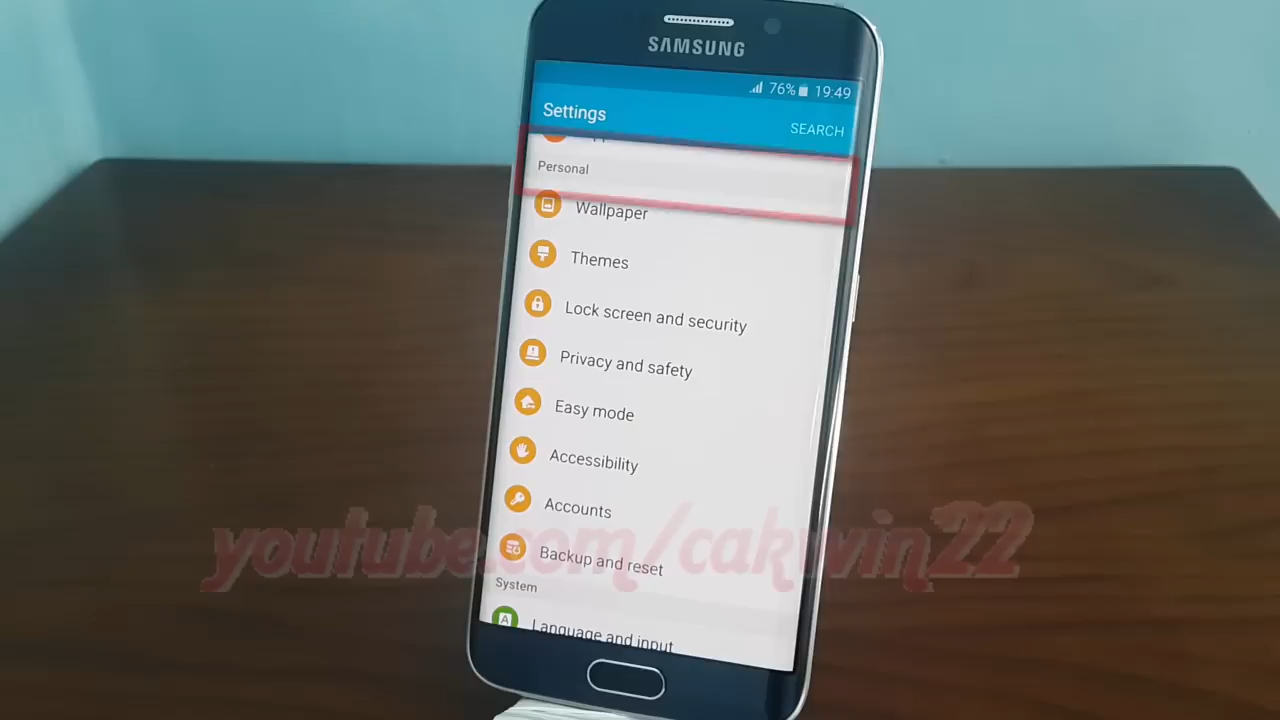 SAMSUNG
76% 19:49
Settings
SEARCH
Personal
Wallpaper
Themes
Lock screen and security
Privacy and safety
Easy mode
Accessibility
Accounts
Backup and reset
System
Language and input
youtube.com/cakwin22